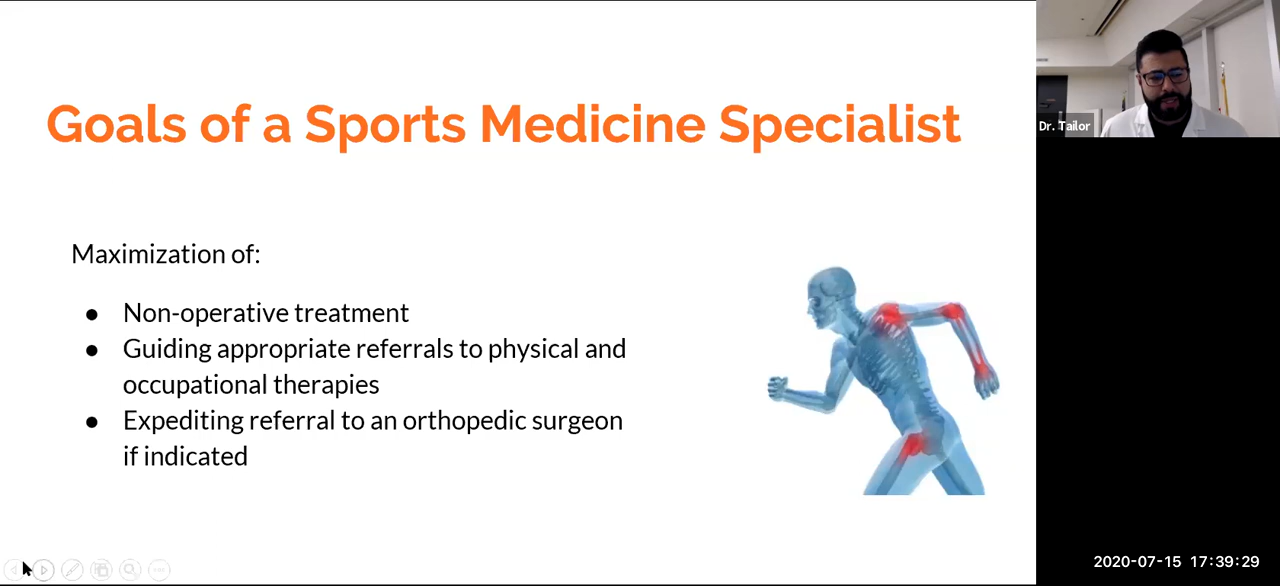 Goals of a Sports Medicine Specialist
Maximization of:
● Non-operative treatment
● Guiding appropriate referrals to physical and
occupational therapies
● Expediting referral to an orthopedic surgeon
if indicated
Dr. Tailor
2020-07-15 17:39:29